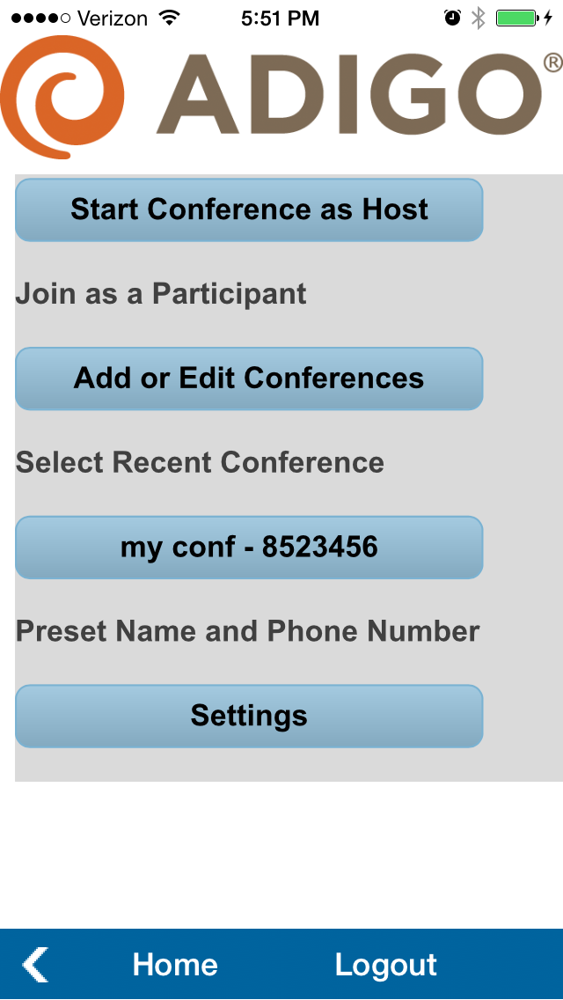 Verizon 5:51 PM
ADIGO®
Start Conference as Host
Join as a Participant
Add or Edit Conferences
Select Recent Conference
my conf - 8523456
Preset Name and Phone Number
Settings
Home Logout